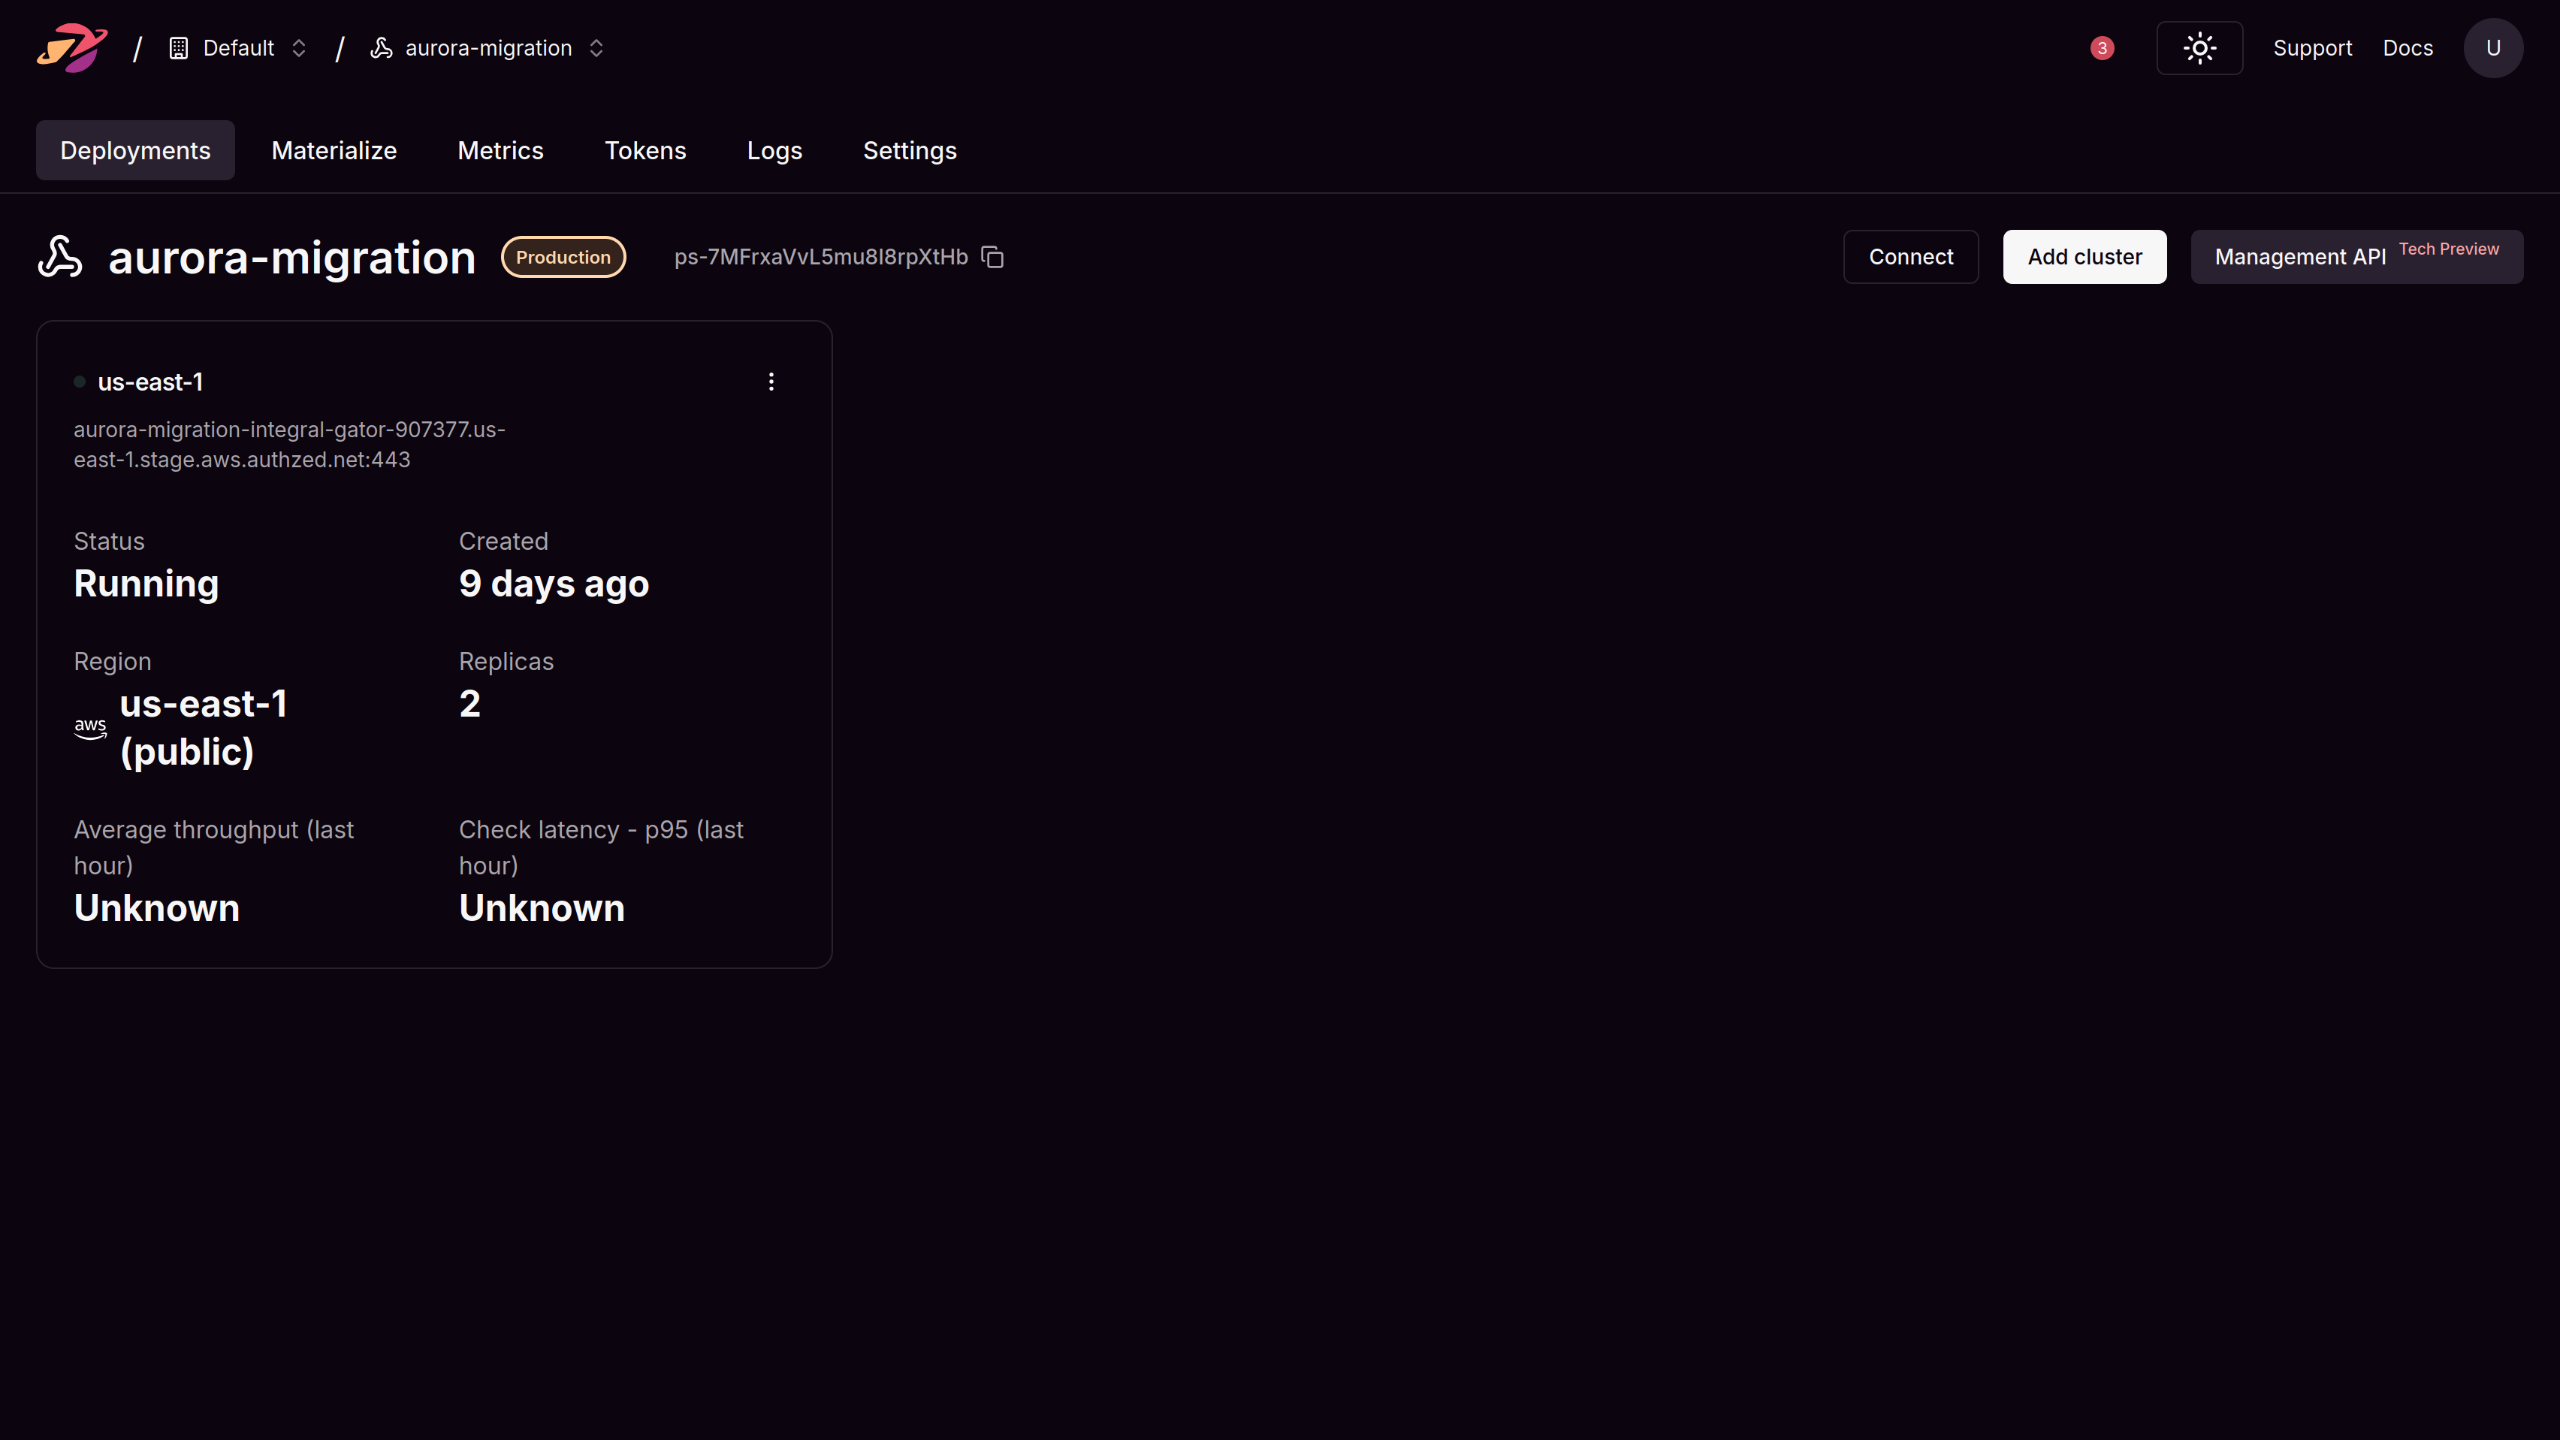 / Default / aurora-migration 3 Support Docs U
Deployments Materialize Metrics Tokens Logs Settings
aurora-migration Production ps-7MFrxaVvL5mu8I8rpXtHb Connect Add cluster Management API Tech Preview
us-east-1
aurora-migration-integral-gator-907377.us-
east-1.stage.aws.authzed.net:443
Status Created
Running 9 days ago
Region Replicas
aws us-east-1 2
(public)
Average throughput (last Check latency - p95 (last
hour) hour)
Unknown Unknown